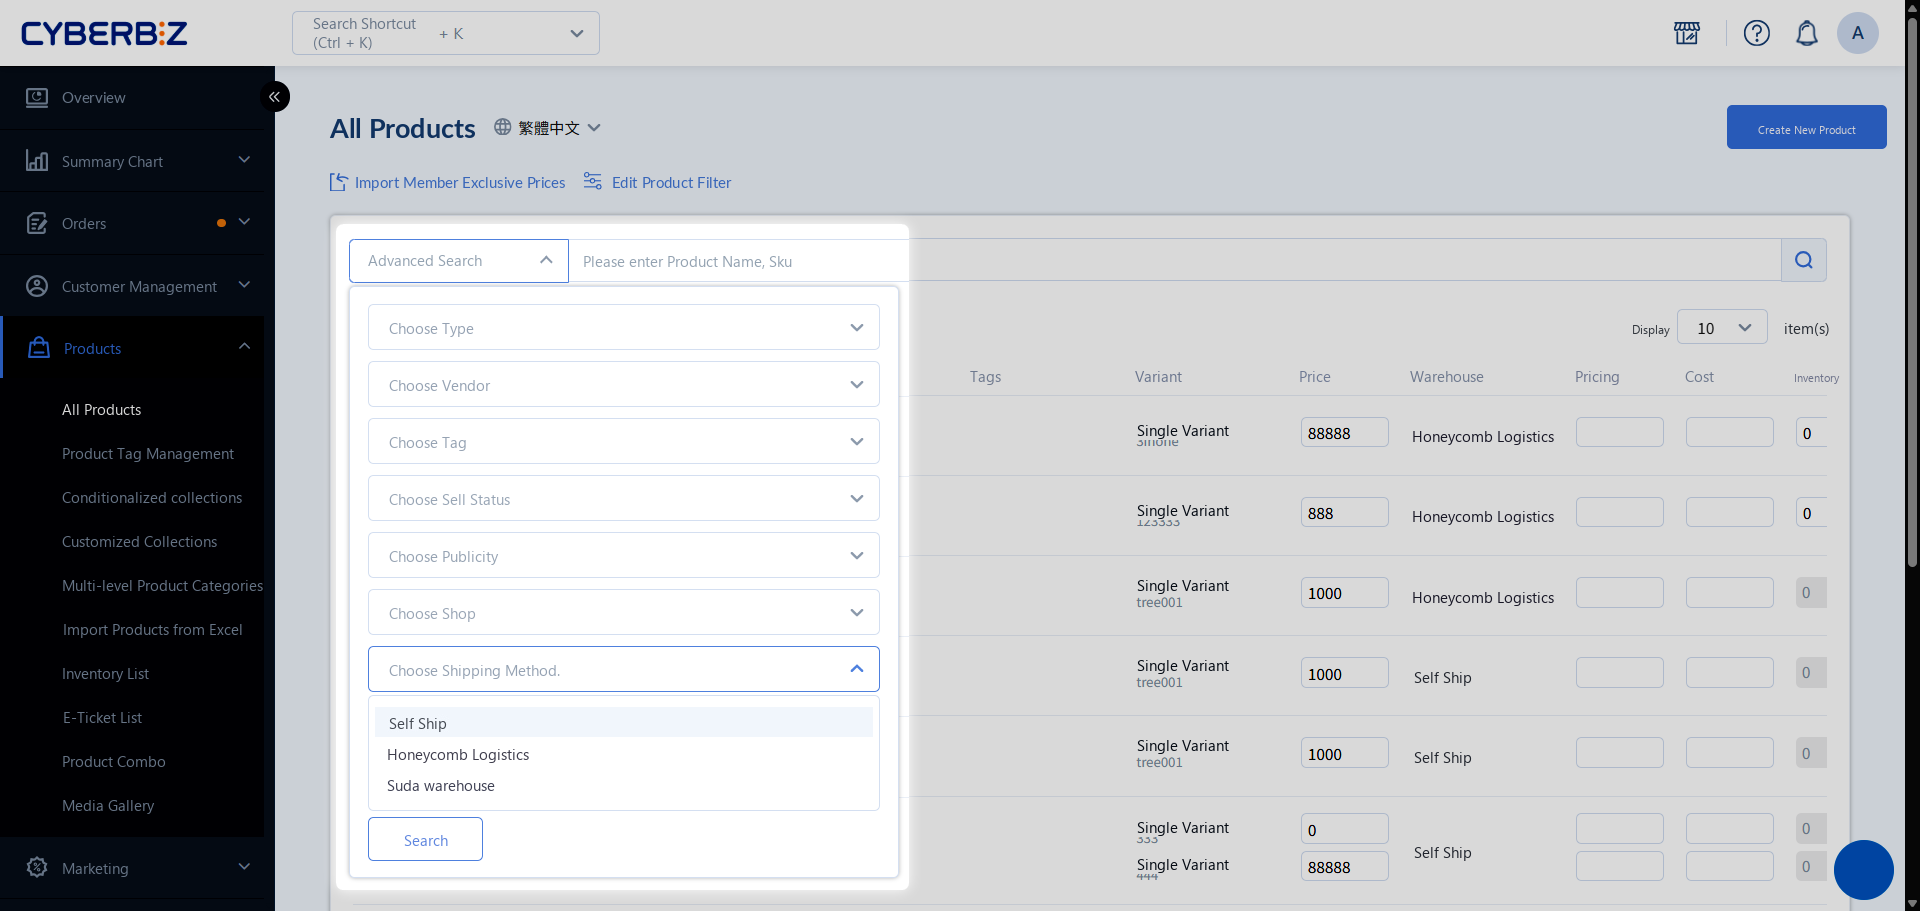 CYBERBIZ
Search Shortcut
(Ctrl + K)
+ K
A
Overview
Summary Chart
Orders
Customer Management
Products
All Products
Product Tag Management
Conditionalized collections
Customized Collections
Multi-level Product Categories
Import Products from Excel
Inventory List
E-Ticket List
Product Combo
Media Gallery
Marketing
All Products
繁體中文
Create New Product
Import Member Exclusive Prices
Edit Product Filter
Advanced Search
Please enter Product Name, Sku
Choose Type
Choose Vendor
Choose Tag
Choose Sell Status
Choose Publicity
Choose Shop
Choose Shipping Method.
Self Ship
Honeycomb Logistics
Suda warehouse
Search
Display 10 item(s)
Tags Variant Price Warehouse Pricing Cost Inventory
Single Variant 88888 Honeycomb Logistics 0
Single Variant 888 Honeycomb Logistics 0
123333
Single Variant 1000 Honeycomb Logistics 0
tree001
Single Variant 1000 Self Ship 0
tree001
Single Variant 1000 Self Ship 0
tree001
Single Variant 0 Self Ship 0
333
Single Variant 88888 0
444